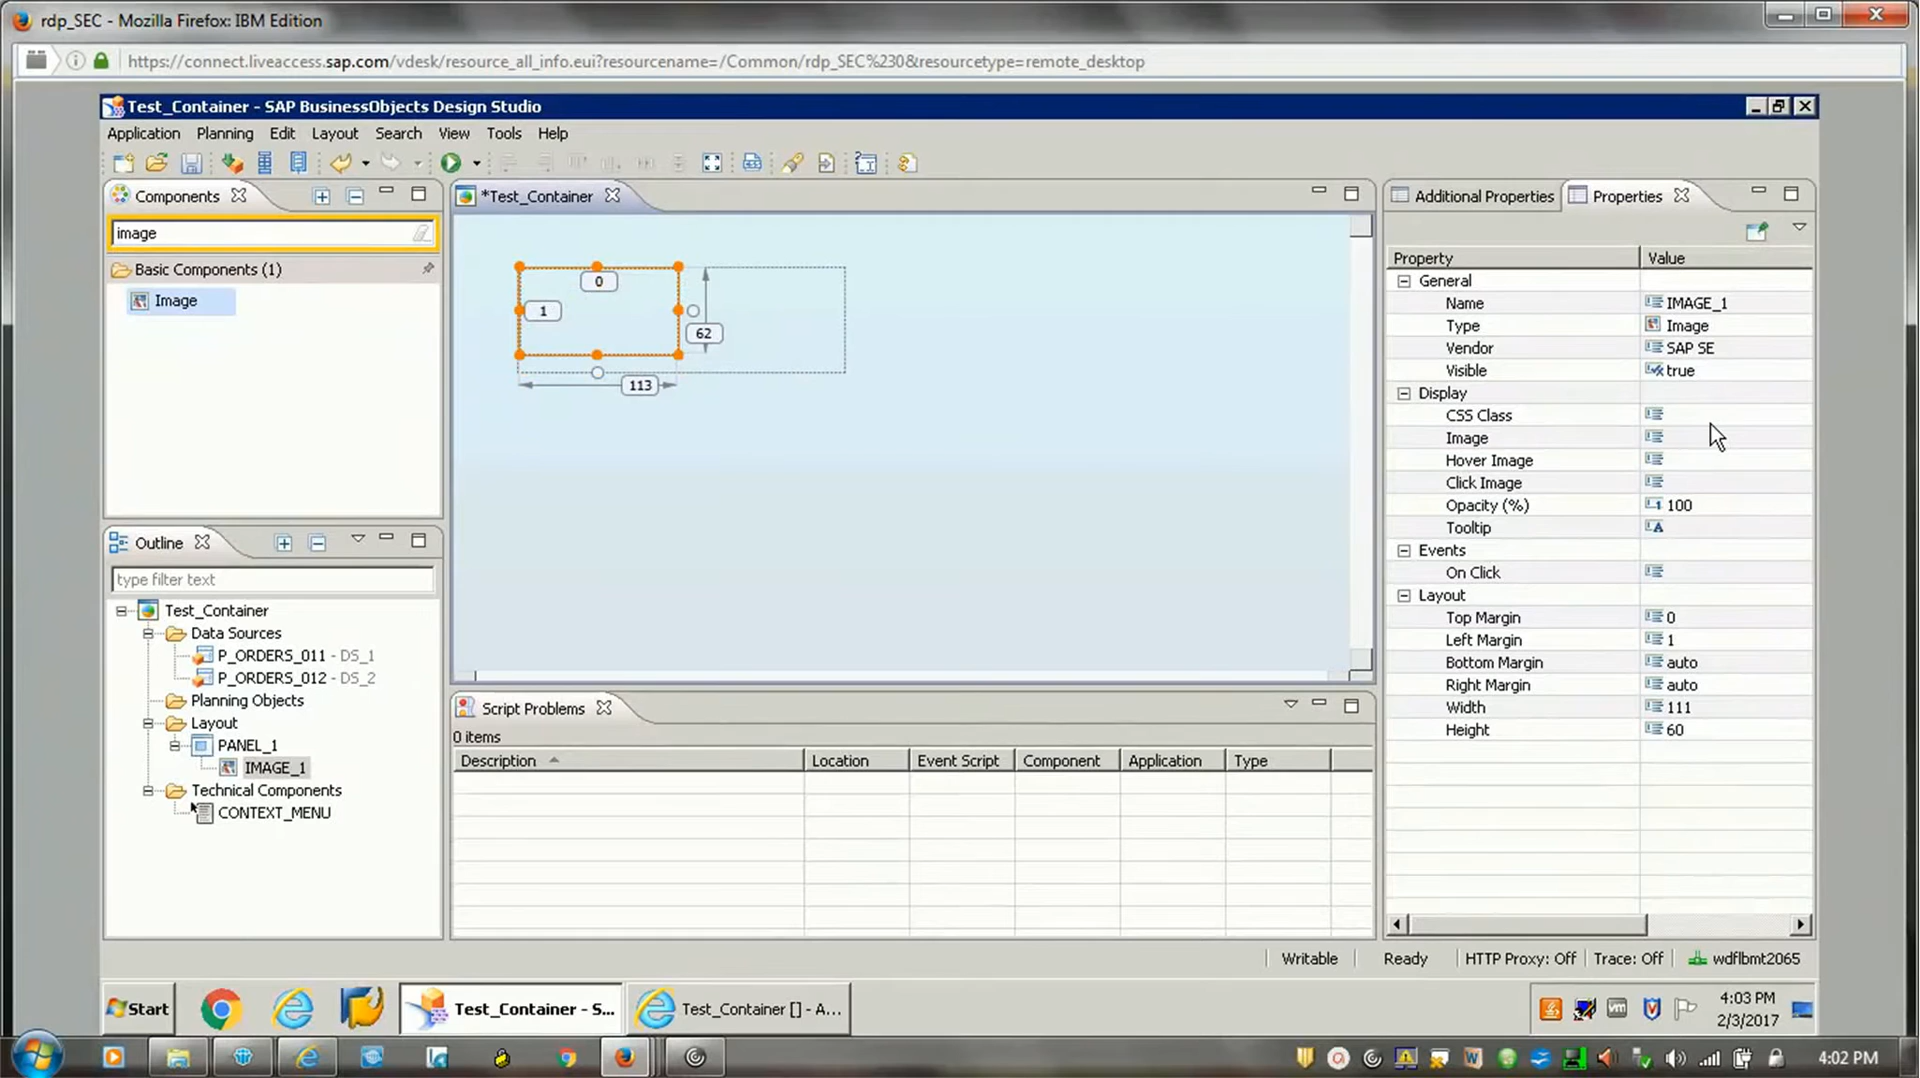 rdp_SEC - Mozilla Firefox: IBM Edition
https://connect.liveaccess.sap.com/vdesk/resource_all_info.eui?resourcename=/Common/rdp_SEC%230&resourcetype=remote_desktop
Test_Container - SAP BusinessObjects Design Studio
Application Planning Edit Layout Search View Tools Help
Components
image
Basic Components (1)
Image
*Test_Container
0
1
62
113
Additional Properties Properties
Property Value
General
Name IMAGE_1
Type Image
Vendor SAP SE
Visible true
Display
CSS Class
Image
Hover Image
Click Image
Opacity (%) 100
Tooltip
Events
On Click
Layout
Top Margin 0
Left Margin 1
Bottom Margin auto
Right Margin auto
Width 111
Height 60
Outline
type filter text
Test_Container
Data Sources
P_ORDERS_011 - DS_1
P_ORDERS_012 - DS_2
Planning Objects
Layout
PANEL_1
IMAGE_1
Technical Components
CONTEXT_MENU
Script Problems
0 items
Description Location Event Script Component Application Type
Writable Ready HTTP Proxy: Off Trace: Off wdflbmt2065
Start Test_Container - S... Test_Container [] - A...
4:03 PM
2/3/2017
4:02 PM